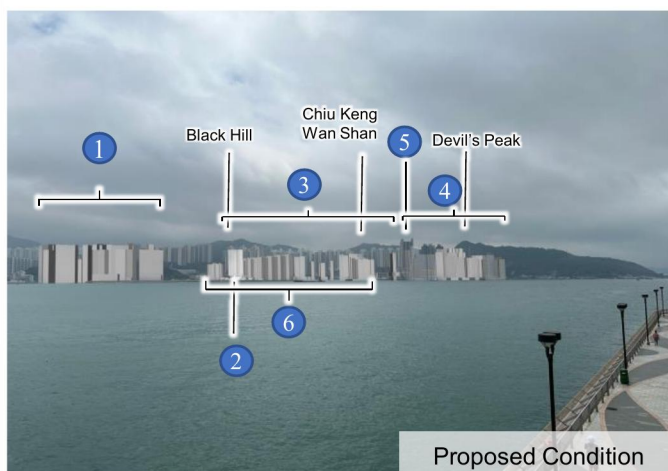 1
Black Hill
Chiu Keng
Wan Shan
5
Devil's Peak
3
4
6
2
Proposed Condition